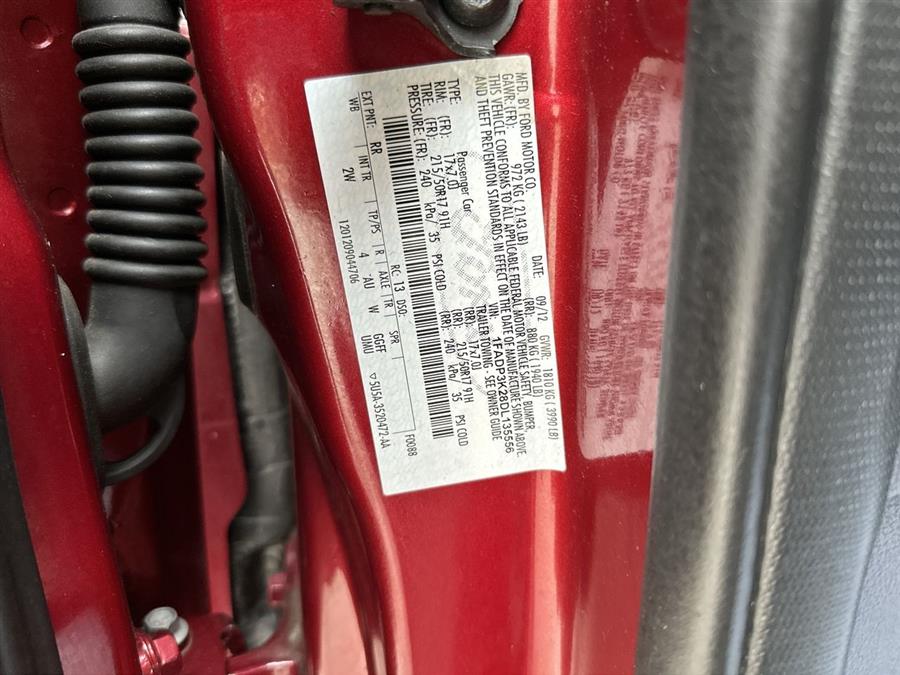 MFD. BY FORD MOTOR CO.
DATE: 09/12 GVWR: 1810 KG ( 3990 LB)
GAWR: (FR): 972 KG ( 2143 LB) (RR): 880 KG ( 1940 LB)
THIS VEHICLE CONFORMS TO ALL APPLICABLE FEDERAL MOTOR VEHICLE SAFETY, BUMPER
AND THEFT PREVENTION STANDARDS IN EFFECT ON THE DATE OF MANUFACTURE SHOWN ABOVE.
VIN: 1FADP3K28DL135556
TYPE: Passenger Car TRAILER TOWING - SEE OWNER GUIDE
RIM: (FR): 17x7.0J (RR): 17x7.0J
TIRE: (FR): 215/50R17 91H (RR): 215/50R17 91H
PRESSURE: (FR): 240 kPa/ 35 PSI COLD (RR): 240 kPa/ 35 PSI COLD
RC: 13 DSO: F0088
EXT PNT: RR INT TR TP/PS R AXLE TR SPR
WB 2W 4 AU W GGFF
UMU
1201209044706 5U5A-3520472-AA